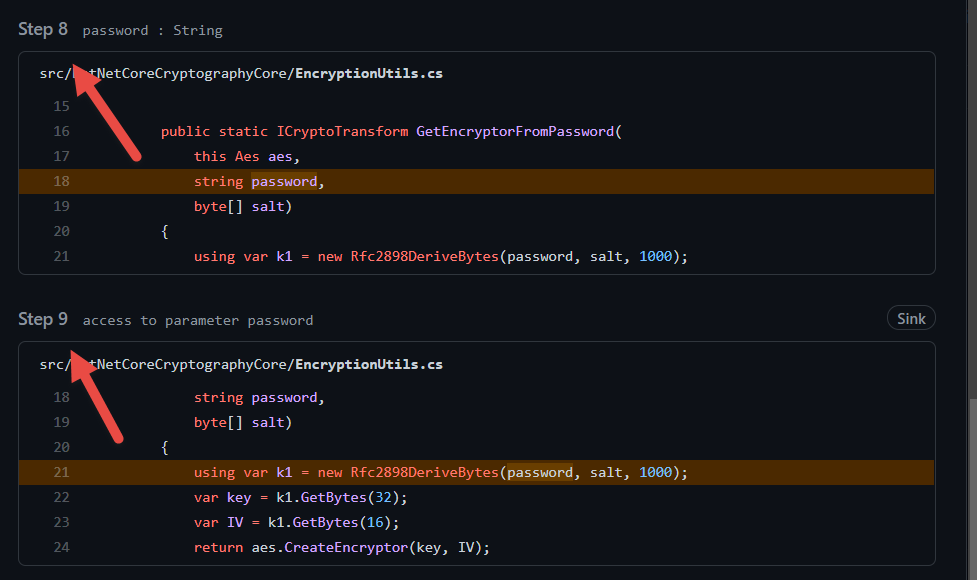 Step 8 password : String
src/NetCoreCryptographyCore/EncryptionUtils.cs
15
16 public static ICryptoTransform GetEncryptorFromPassword(
17 this Aes aes,
18 string password,
19 byte[] salt)
20 {
21 using var k1 = new Rfc2898DeriveBytes(password, salt, 1000);
Step 9 access to parameter password Sink
src/NetCoreCryptographyCore/EncryptionUtils.cs
18 string password,
19 byte[] salt)
20 {
21 using var k1 = new Rfc2898DeriveBytes(password, salt, 1000);
22 var key = k1.GetBytes(32);
23 var IV = k1.GetBytes(16);
24 return aes.CreateEncryptor(key, IV);